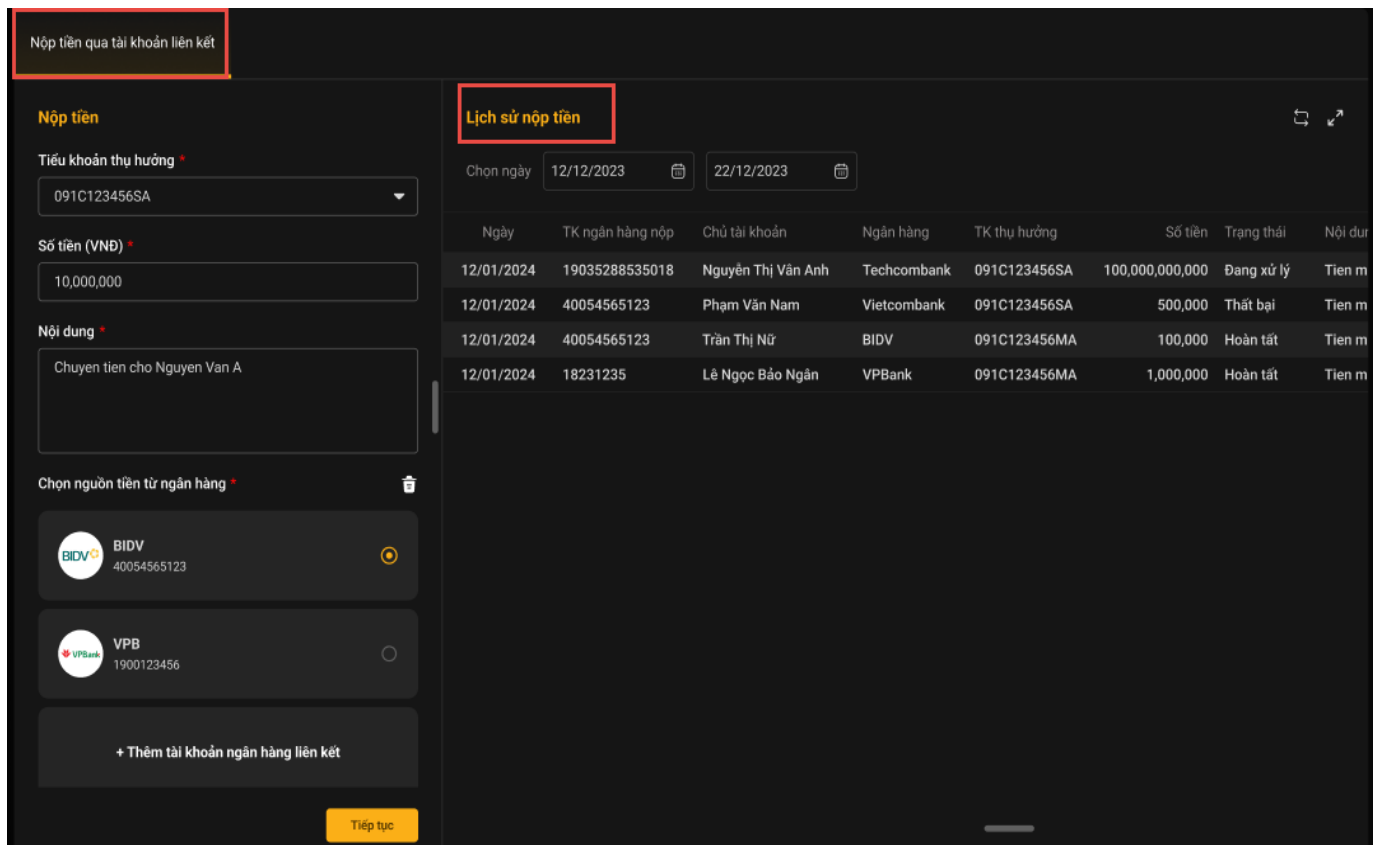 Nộp tiền qua tài khoản liên kết
Nộp tiền
Tiểu khoản thụ hưởng *
091C123456SA
Số tiền (VNĐ) *
10,000,000
Nội dung *
Chuyen tien cho Nguyen Van A
Chọn nguồn tiền từ ngân hàng *
BIDV
BIDV
40054565123
VPBank
VPB
1900123456
+ Thêm tài khoản ngân hàng liên kết
Tiếp tục
Lịch sử nộp tiền
Chọn ngày 12/12/2023 22/12/2023
Ngày TK ngân hàng nộp Chủ tài khoản Ngân hàng TK thụ hưởng Số tiền Trạng thái Nội dun
12/01/2024 19035288535018 Nguyễn Thị Vân Anh Techcombank 091C123456SA 100,000,000,000 Đang xử lý Tien m
12/01/2024 40054565123 Phạm Văn Nam Vietcombank 091C123456SA 500,000 Thất bại Tien m
12/01/2024 40054565123 Trần Thị Nữ BIDV 091C123456MA 100,000 Hoàn tất Tien m
12/01/2024 18231235 Lê Ngọc Bảo Ngân VPBank 091C123456MA 1,000,000 Hoàn tất Tien m